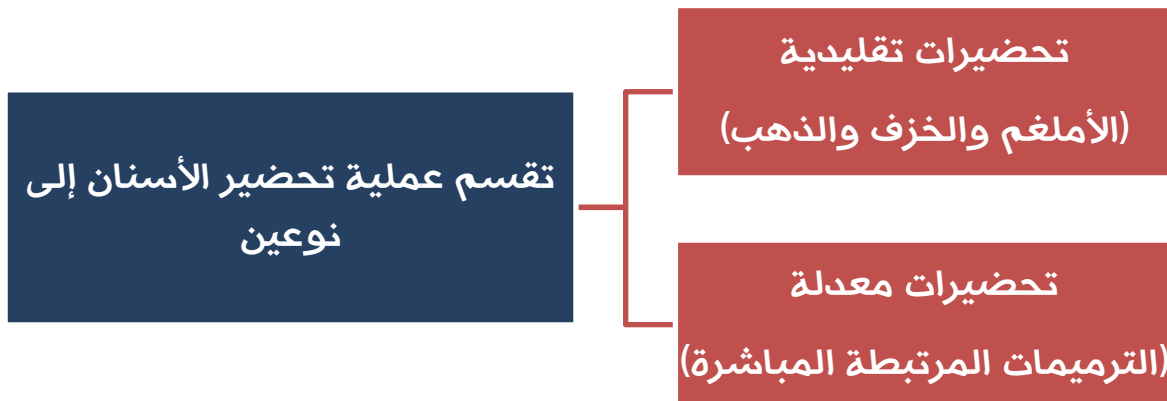 تقسم عملية تحضير الأسنان إلى
نوعين
تحضيرات تقليدية
(الأملغم والخزف والذهب)
تحضيرات معدلة
(الترميمات المرتبطة المباشرة)